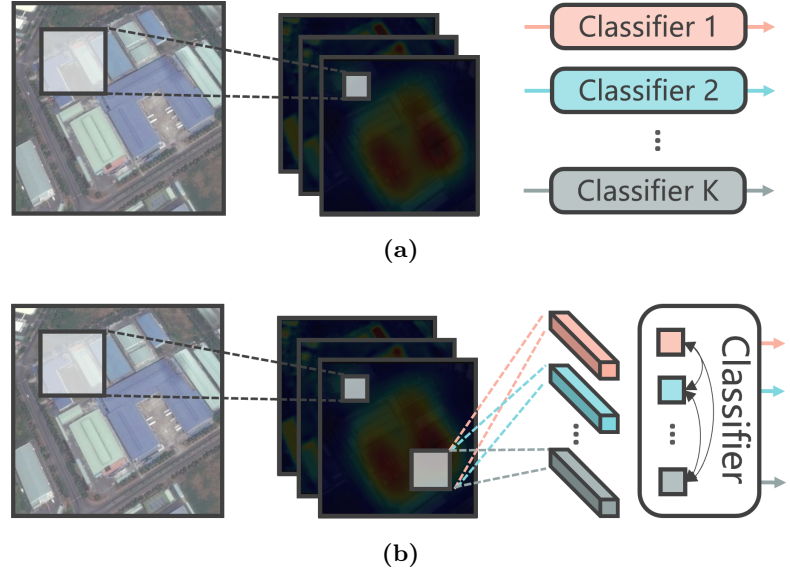 Classifier 1
Classifier 2
⋮
Classifier K
(a)
Classifier
⋮
⋮
(b)